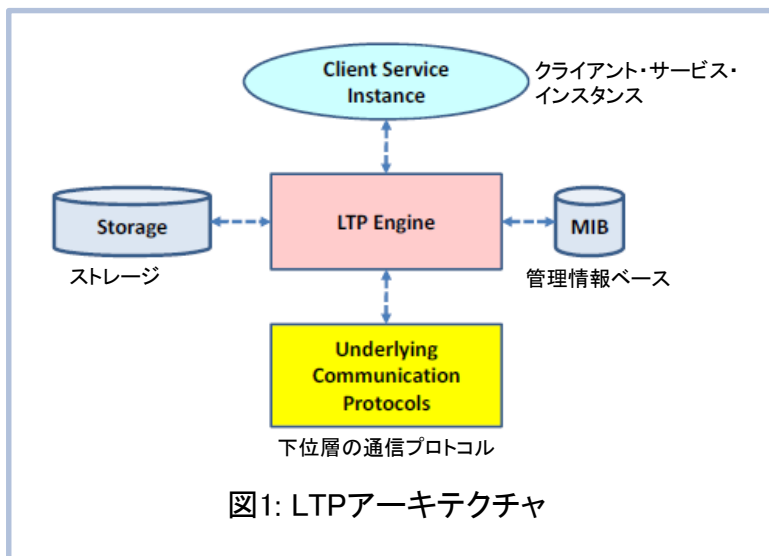 Client Service
Instance
クライアント・サービス・
インスタンス
Storage
ストレージ
LTP Engine
MIB
管理情報ベース
Underlying
Communication
Protocols
下位層の通信プロトコル
図1: LTPアーキテクチャ